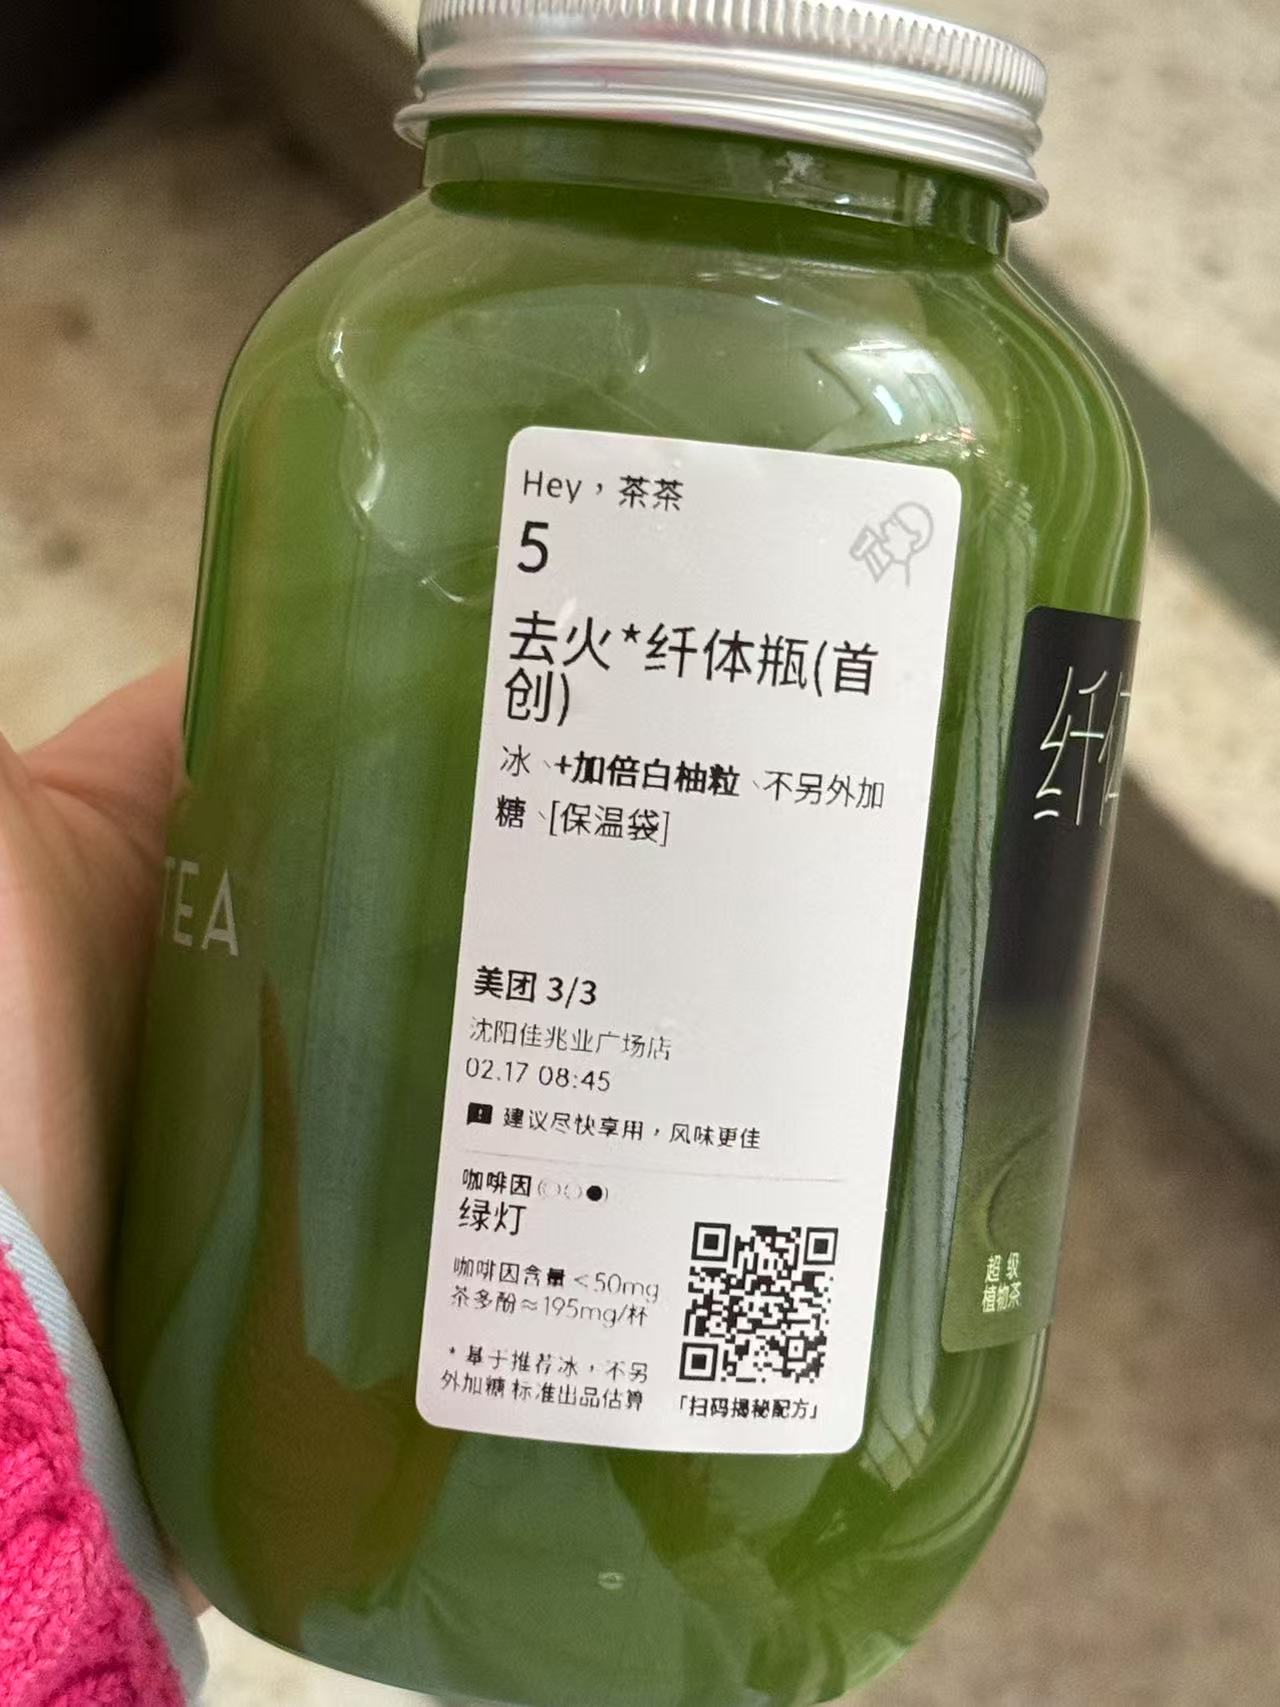 Hey，茶茶
5
去火*纤体瓶(首
创)
冰、+加倍白柚粒、不另外加
糖、[保温袋]
美团 3/3
沈阳佳兆业广场店
02.17 08:45
建议尽快享用，风味更佳
咖啡因
绿灯
咖啡因含量<50mg
茶多酚≈195mg/杯
*基于推荐冰，不另
外加糖标准出品估算
「扫码揭秘配方」
TEA
纤体
超级
植物茶